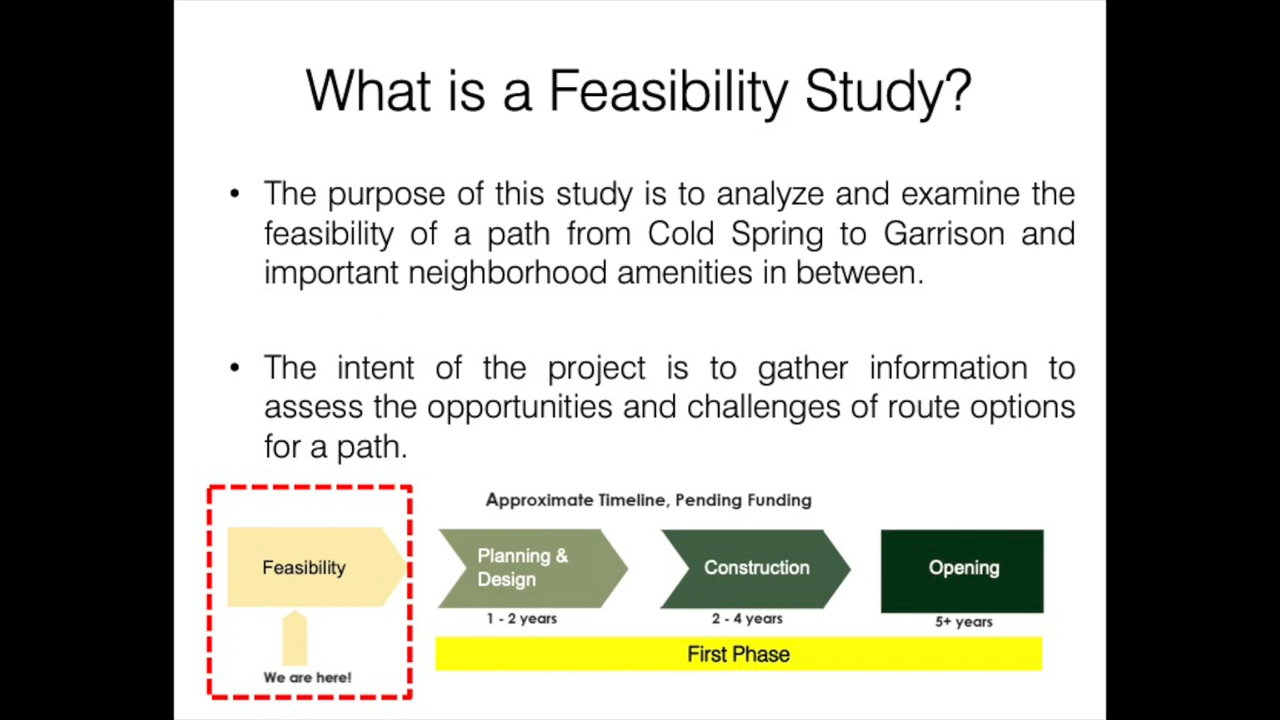 What is a Feasibility Study?
• The purpose of this study is to analyze and examine the
feasibility of a path from Cold Spring to Garrison and
important neighborhood amenities in between.
• The intent of the project is to gather information to
assess the opportunities and challenges of route options
for a path.
Approximate Timeline, Pending Funding
Feasibility
We are here!
Planning &
Design
1 - 2 years
Construction
2 - 4 years
Opening
5+ years
First Phase